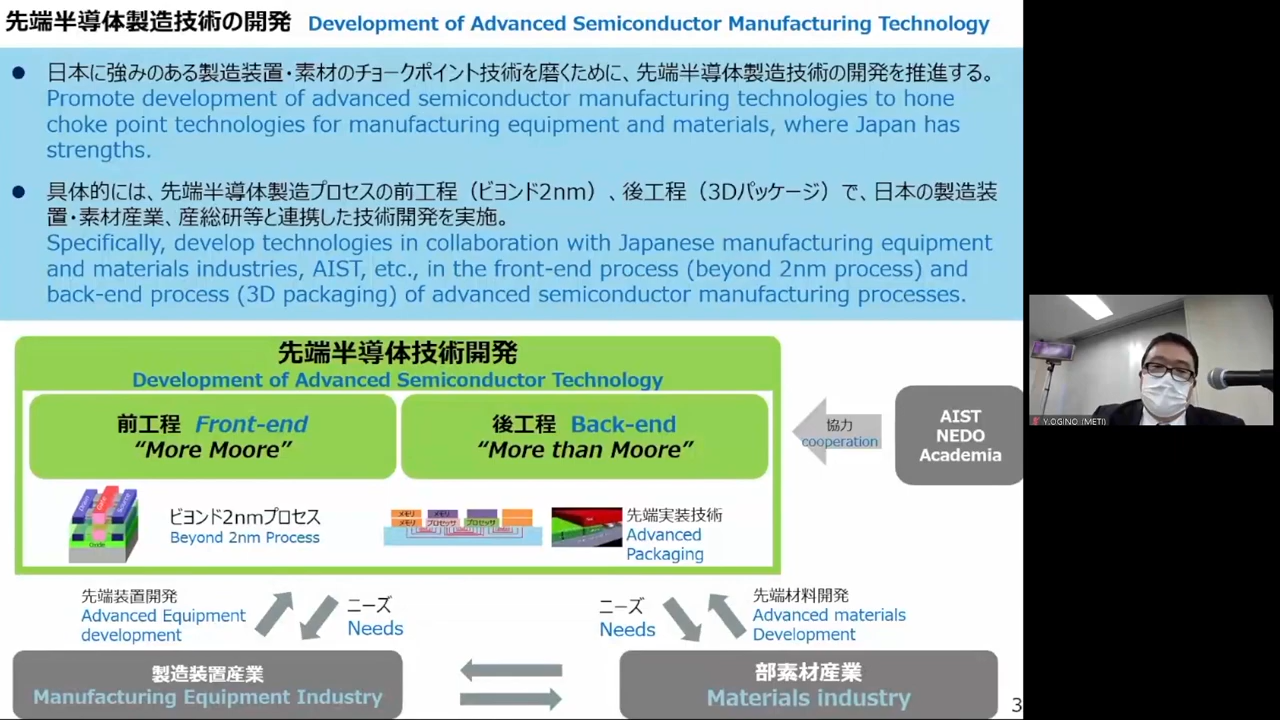 先端半導体製造技術の開発 Development of Advanced Semiconductor Manufacturing Technology
● 日本に強みのある製造装置・素材のチョークポイント技術を磨くために、先端半導体製造技術の開発を推進する。
Promote development of advanced semiconductor manufacturing technologies to hone
choke point technologies for manufacturing equipment and materials, where Japan has
strengths.
● 具体的には、先端半導体製造プロセスの前工程（ビヨンド2nm）、後工程（3Dパッケージ）で、日本の製造装
置・素材産業、産総研等と連携した技術開発を実施。
Specifically, develop technologies in collaboration with Japanese manufacturing equipment
and materials industries, AIST, etc., in the front-end process (beyond 2nm process) and
back-end process (3D packaging) of advanced semiconductor manufacturing processes.
先端半導体技術開発
Development of Advanced Semiconductor Technology
前工程 Front-end
“More Moore”
後工程 Back-end
“More than Moore”
協力
cooperation
AIST
NEDO
Academia
Oxide
ビヨンド2nmプロセス
Beyond 2nm Process
メモリ メモリ
メモリ プロセッサ プロセッサ
先端実装技術
Advanced
Packaging
先端装置開発
Advanced Equipment
development
ニーズ
Needs
ニーズ
Needs
先端材料開発
Advanced materials
Development
製造装置産業
Manufacturing Equipment Industry
部素材産業
Materials industry
3
Y.OGINO (METI)